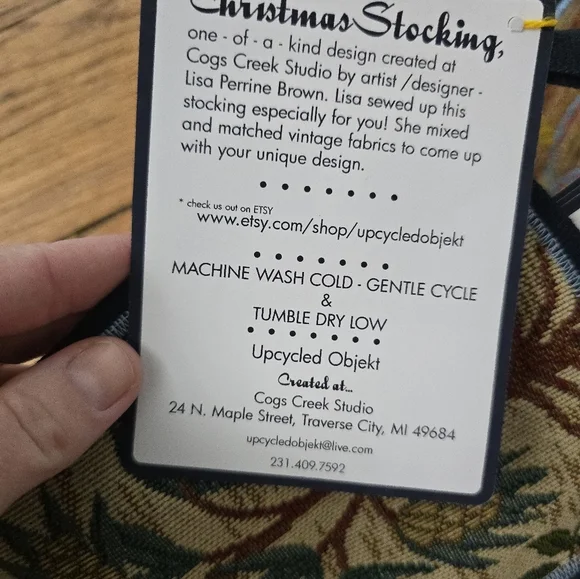 Christmas Stocking,
one - of - a - kind design created at
Cogs Creek Studio by artist / designer -
Lisa Perrine Brown. Lisa sewed up this
stocking especially for you! She mixed
and matched vintage fabrics to come up
with your unique design.
• • • • • • •
* check us out on ETSY
www.etsy.com/shop/upcycledobjekt
• • • • • • •
MACHINE WASH COLD - GENTLE CYCLE
&
TUMBLE DRY LOW
• • • • • • •
Upcycled Objekt
Created at...
Cogs Creek Studio
24 N. Maple Street, Traverse City, MI 49684
upcycledobjekt@live.com
231.409.7592